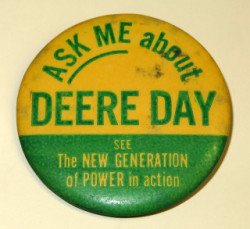 ASK ME about
DEERE DAY
SEE
The NEW GENERATION
of POWER in action